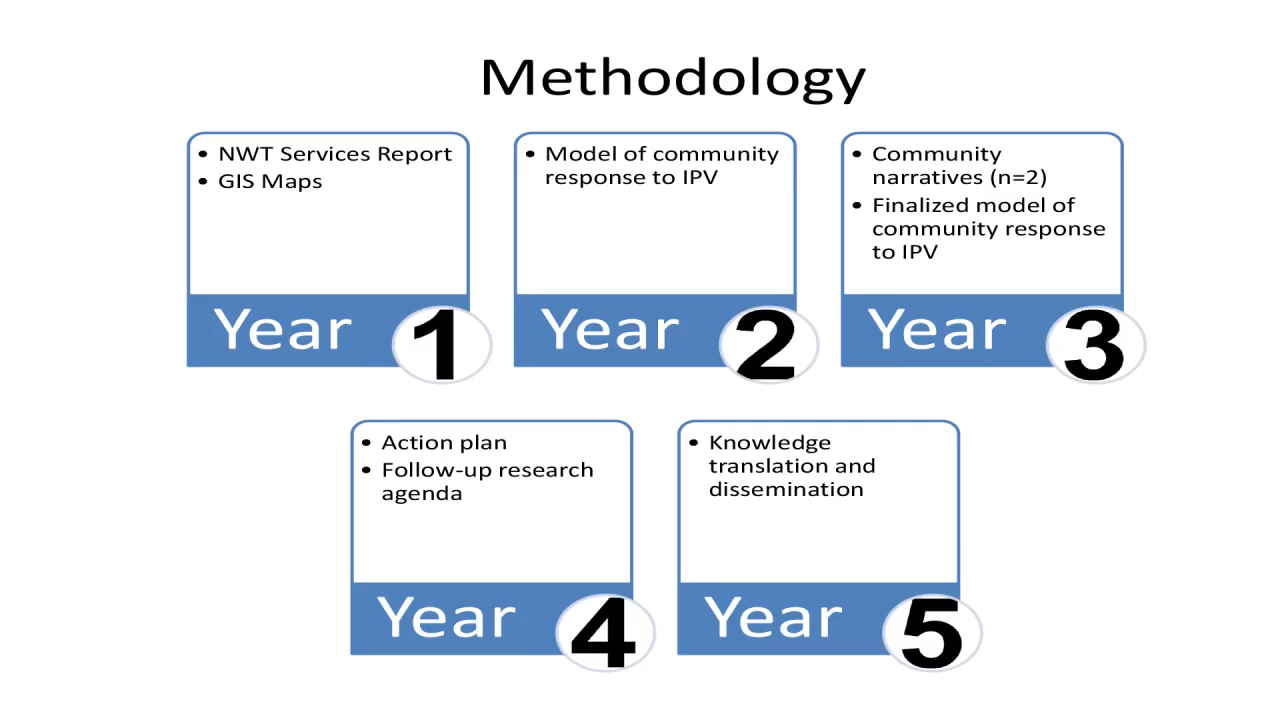 Methodology
• NWT Services Report
• GIS Maps
Year 1
• Model of community
response to IPV
Year 2
• Community
narratives (n=2)
• Finalized model of
community response
to IPV
Year 3
• Action plan
• Follow-up research
agenda
Year 4
• Knowledge
translation and
dissemination
Year 5